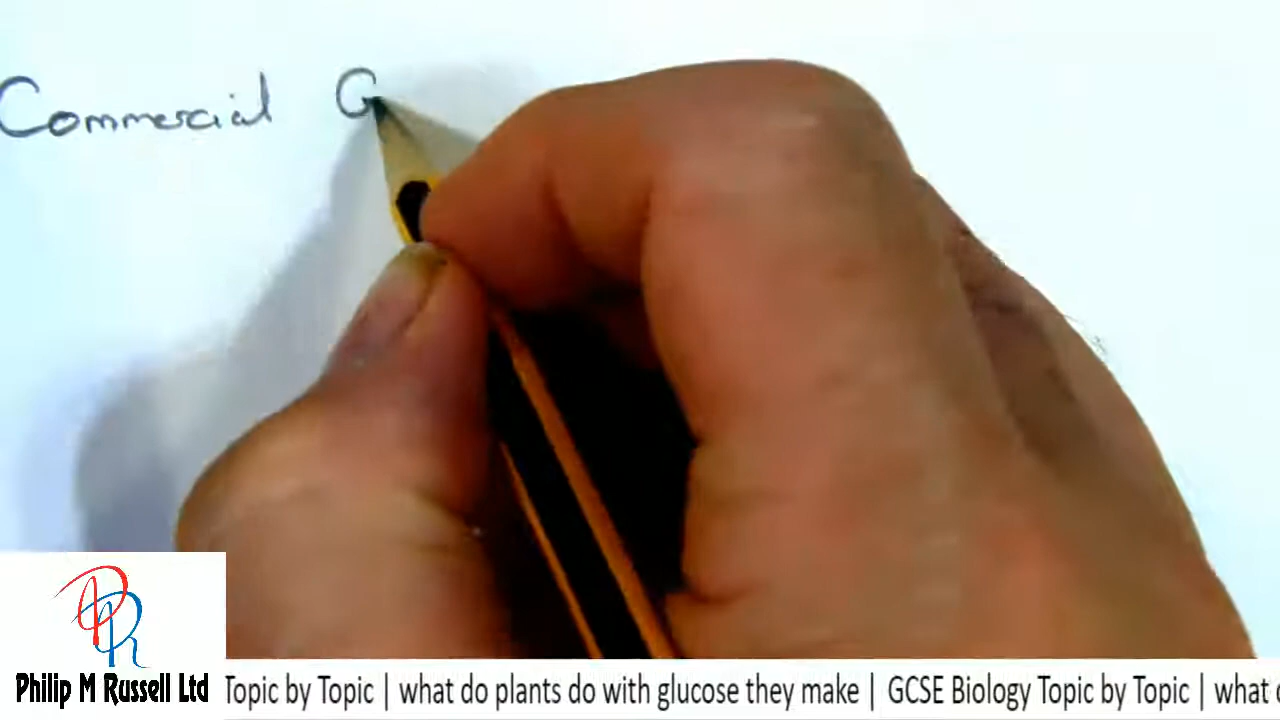 Commercial G
Philip M Russell Ltd
Topic by Topic | what do plants do with glucose they make | GCSE Biology Topic by Topic | what